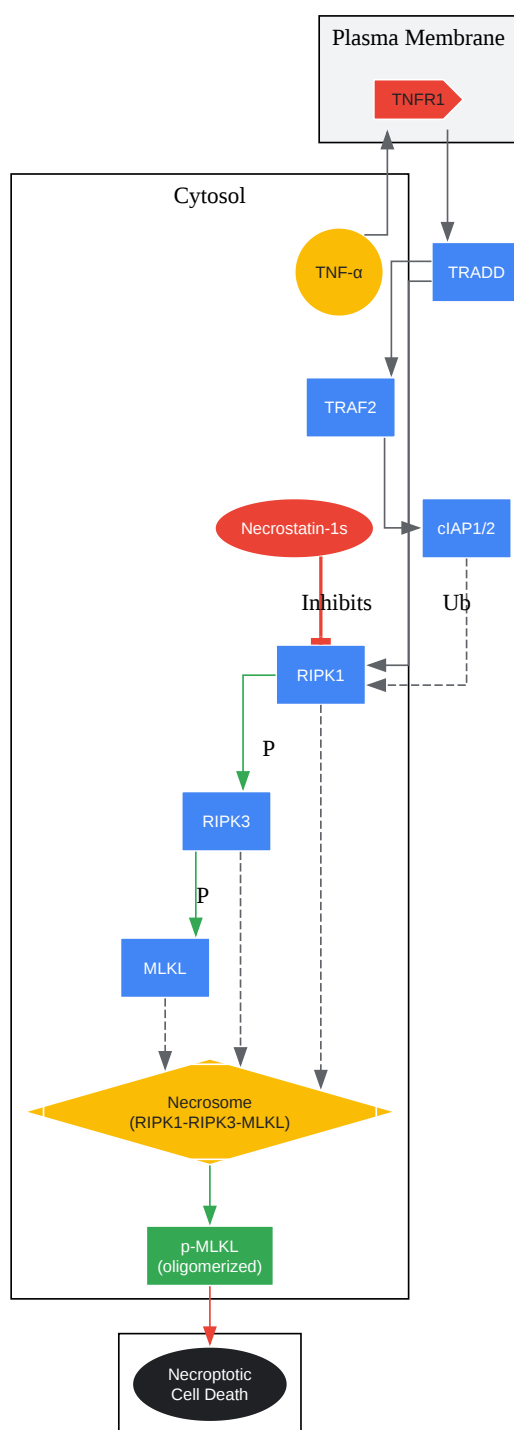 Plasma Membrane
TNFR1
Cytosol
TNF-α
TRADD
TRAF2
Necrostatin-1s
cIAP1/2
Inhibits
Ub
RIPK1
P
RIPK3
P
MLKL
Necrosome
(RIPK1-RIPK3-MLKL)
p-MLKL
(oligomerized)
Necroptotic
Cell Death